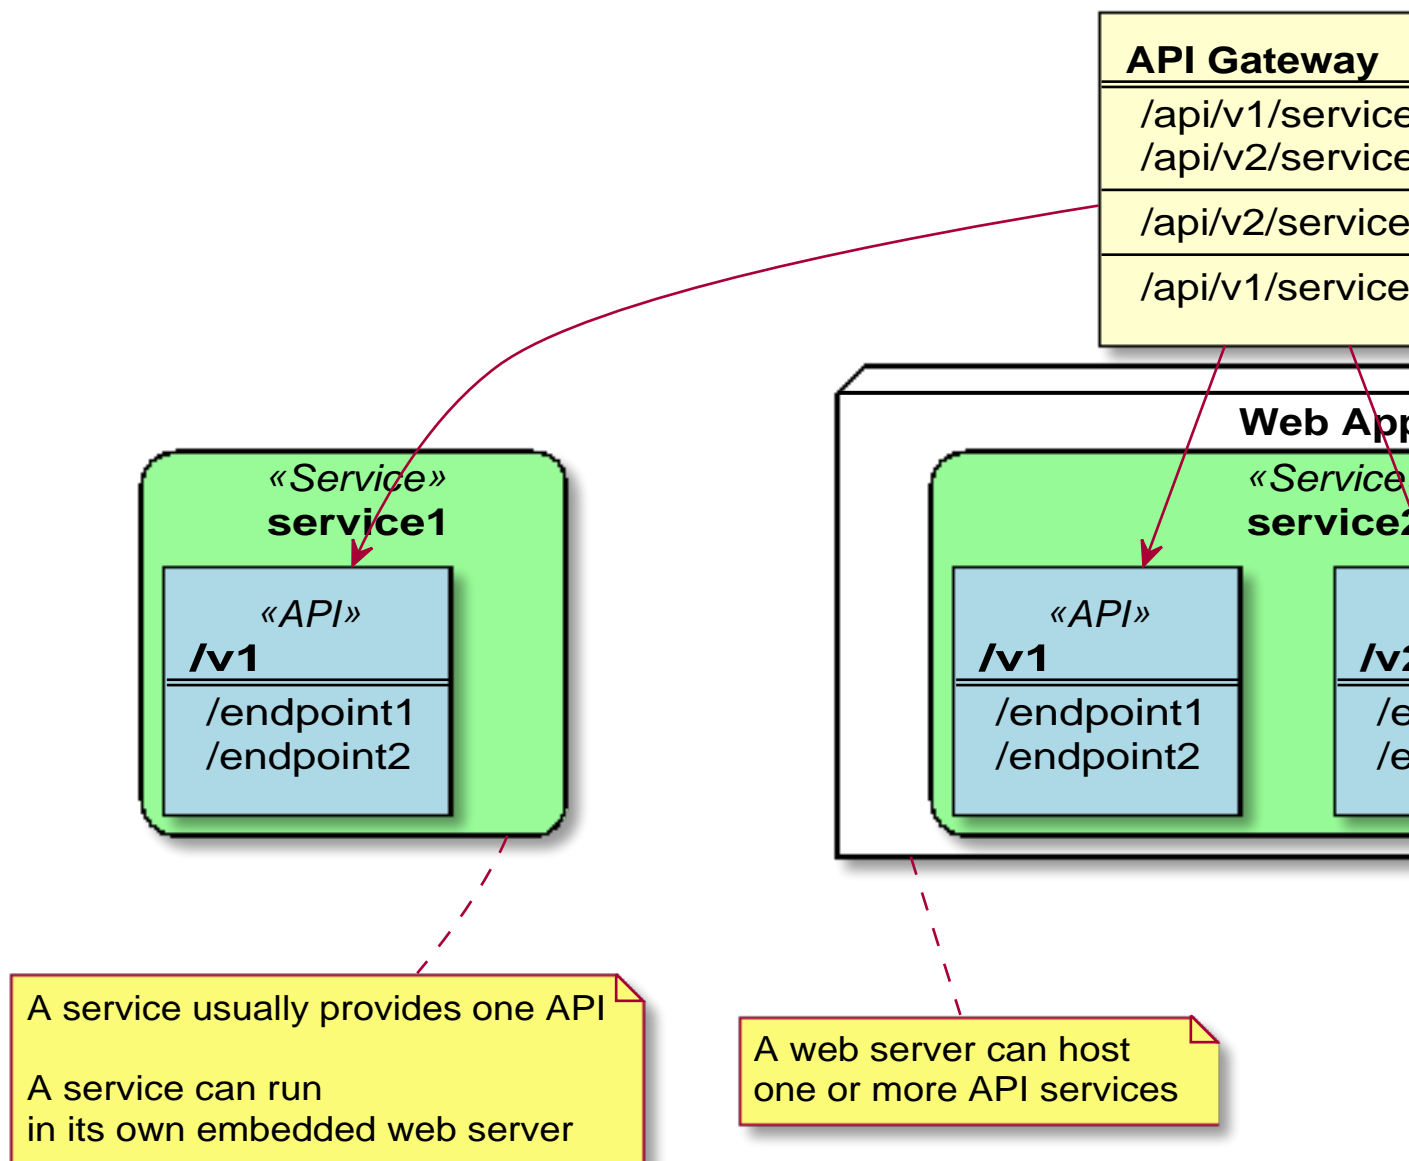 API Gateway
/api/v1/service
/api/v2/service
/api/v2/service
/api/v1/service
Web App
«Service»
service1
«API»
/v1
/endpoint1
/endpoint2
«Service
service2
«API»
/v1
/endpoint1
/endpoint2
/v2
/e
/e
A service usually provides one API
A service can run
in its own embedded web server
A web server can host
one or more API services